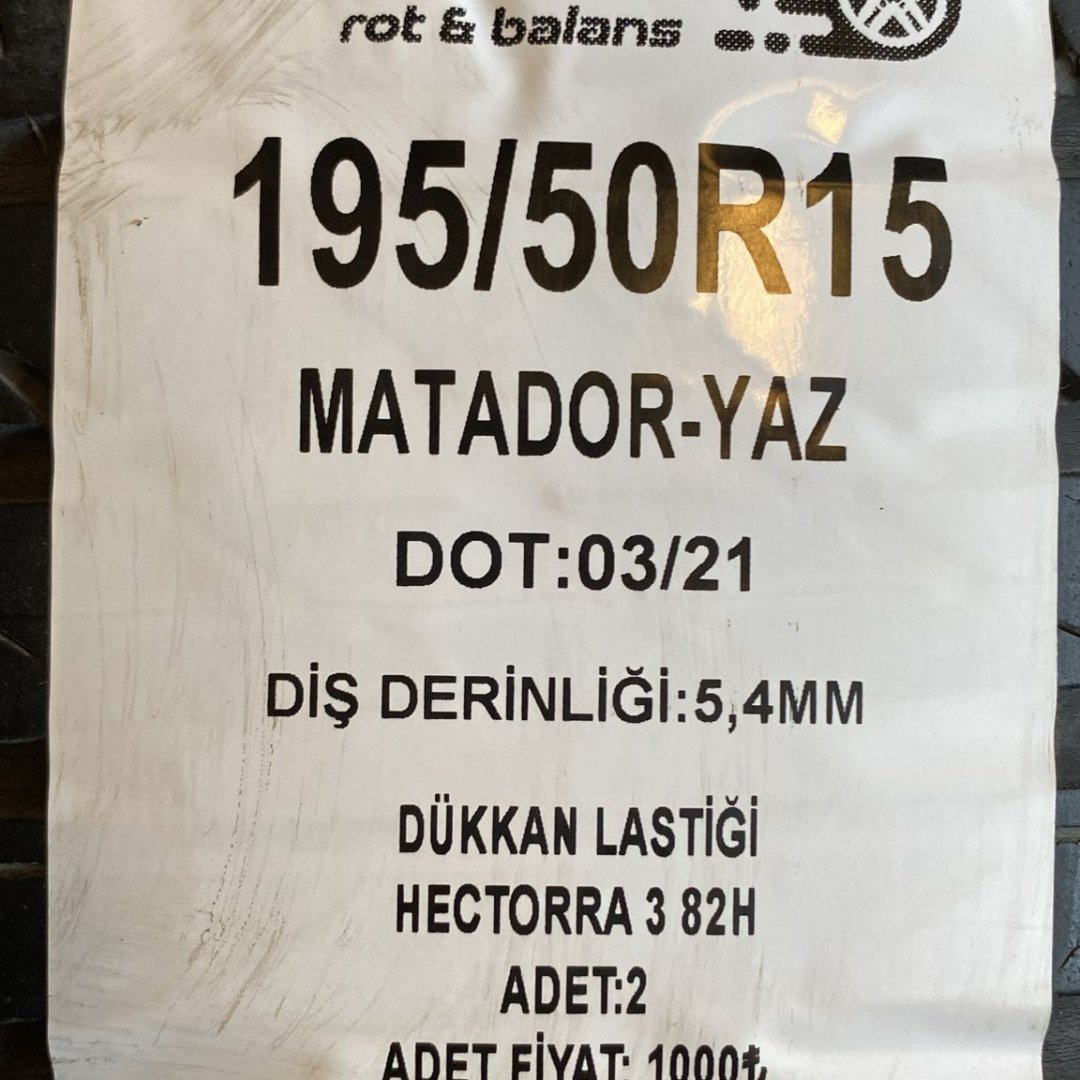 rot & balans
195/50R15
MATADOR-YAZ
DOT:03/21
DİŞ DERİNLİĞİ:5,4MM
DÜKKAN LASTİĞİ
HECTORRA 3 82H
ADET:2
ADET FİYAT: 1000₺